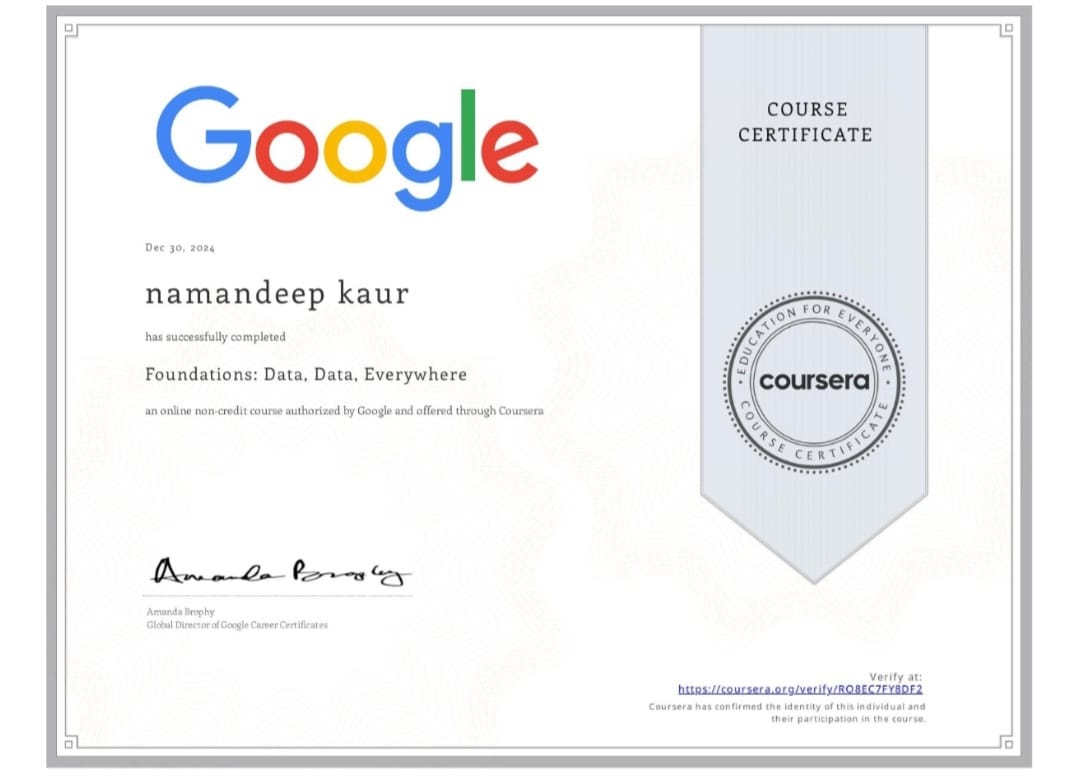 Google
COURSE
CERTIFICATE
Dec 30, 2024
namandeep kaur
has successfully completed
Foundations: Data, Data, Everywhere
an online non-credit course authorized by Google and offered through Coursera
EDUCATION FOR EVERYONE
coursera
COURSE CERTIFICATE
Amanda Brophy
Amanda Brophy
Global Director of Google Career Certificates
Verify at:
https://coursera.org/verify/RO8EC7FY8DF2
Coursera has confirmed the identity of this individual and
their participation in the course.